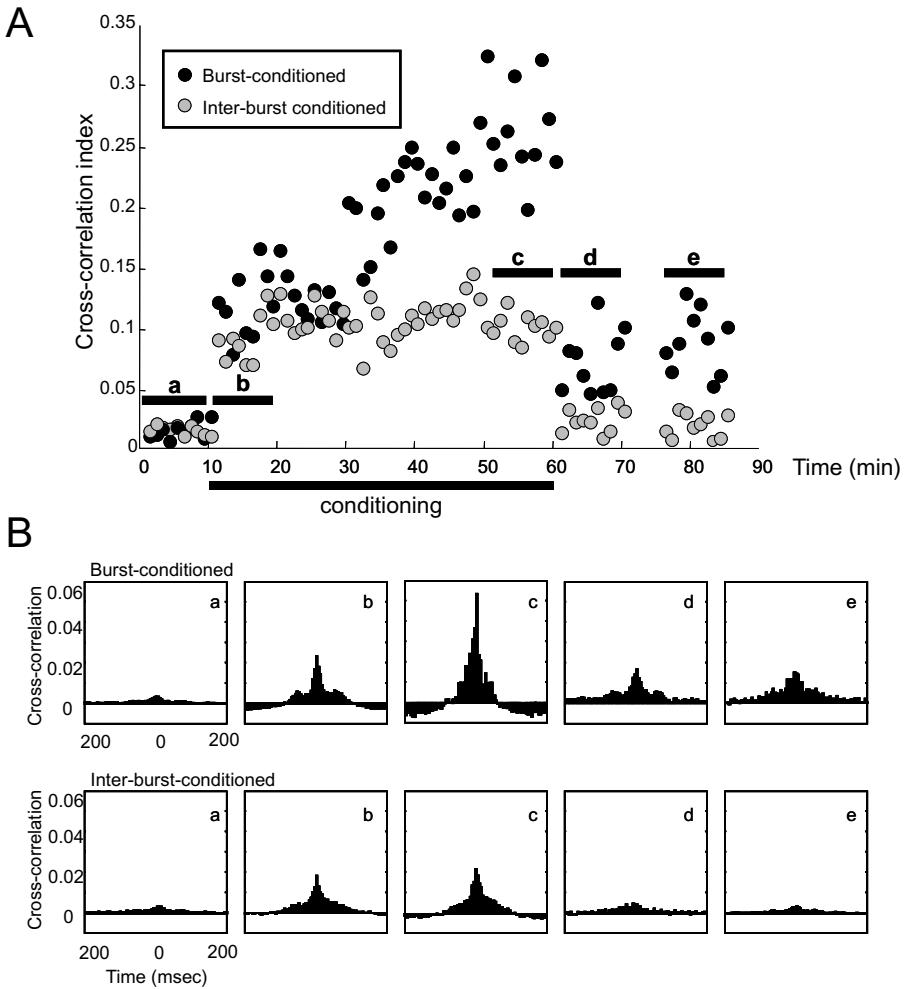 A
0.35
0.3
0.25
0.2
0.15
0.1
0.05
0
Cross-correlation index
Burst-conditioned
Inter-burst conditioned
a
b
c
d
e
0 10 20 30 40 50 60 70 80 90 Time (min)
conditioning
B
Burst-conditioned
Cross-correlation
0.06
0.04
0.02
0
a
b
c
d
e
200 0 200
Inter-burst-conditioned
Cross-correlation
0.06
0.04
0.02
0
a
b
c
d
e
200 0 200
Time (msec)